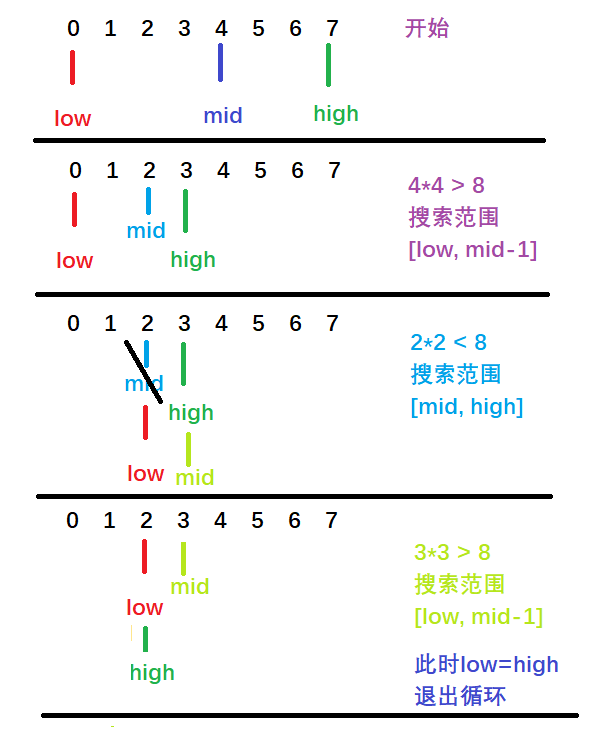 0 1 2 3 4 5 6 7 开始
low mid high
0 1 2 3 4 5 6 7
4*4 > 8
mid 搜索范围
low high [low, mid-1]
0 1 2 3 4 5 6 7
2*2 < 8
mid 搜索范围
high [mid, high]
low mid
0 1 2 3 4 5 6 7
3*3 > 8
mid 搜索范围
low [low, mid-1]
high 此时low=high
退出循环